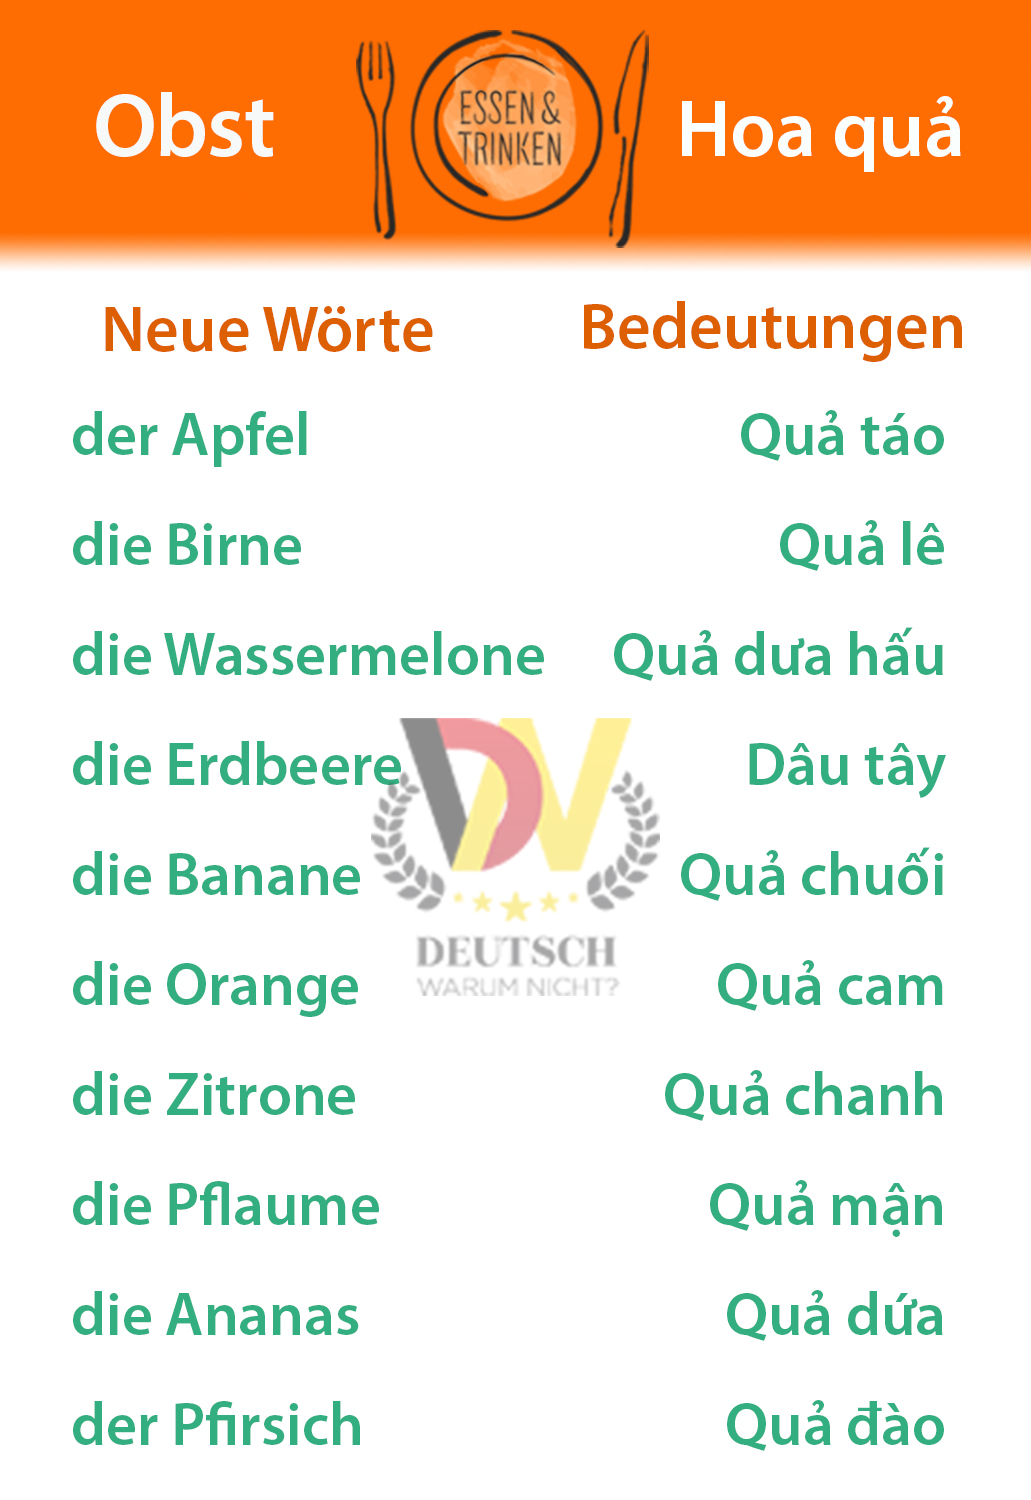 Obst
ESSEN &
TRINKEN
Hoa quả
Neue Wörte Bedeutungen
der Apfel Quả táo
die Birne Quả lê
die Wassermelone Quả dưa hấu
die Erdbeere Dâu tây
die Banane Quả chuối
DEUTSCH
WARUM NICHT?
die Orange Quả cam
die Zitrone Quả chanh
die Pflaume Quả mận
die Ananas Quả dứa
der Pfirsich Quả đào